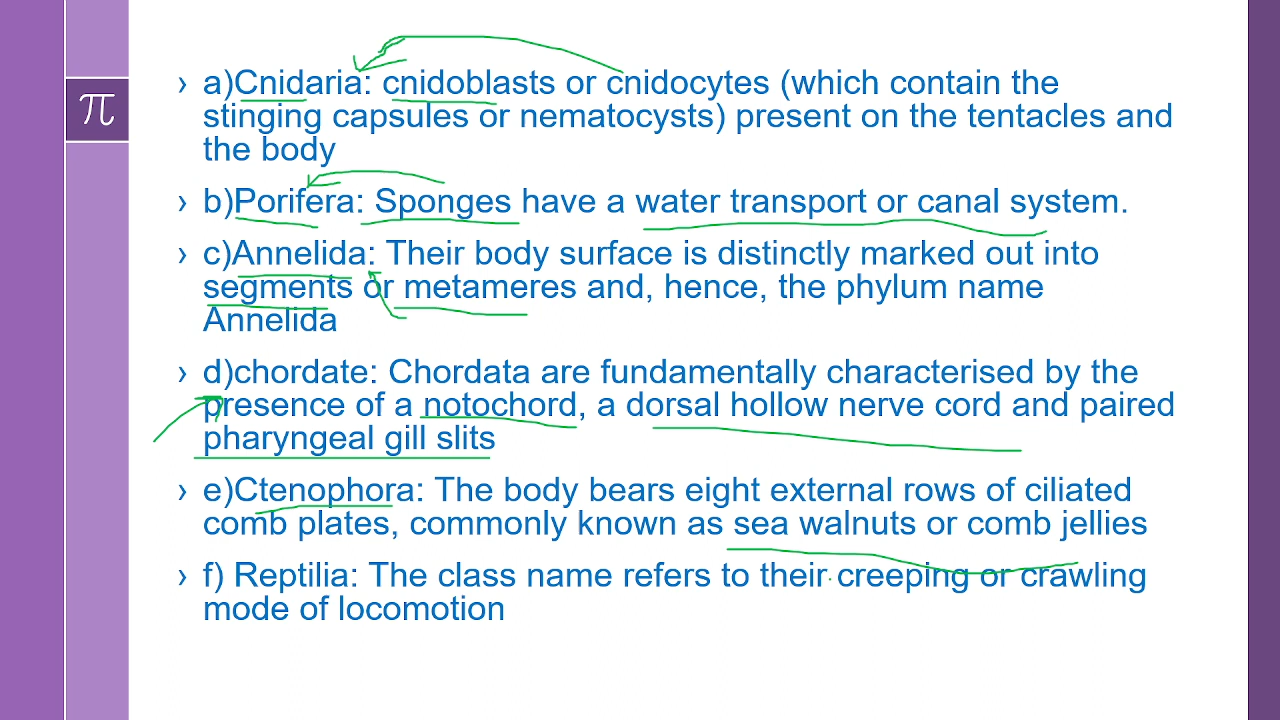 π
› a)Cnidaria: cnidoblasts or cnidocytes (which contain the
stinging capsules or nematocysts) present on the tentacles and
the body
› b)Porifera: Sponges have a water transport or canal system.
› c)Annelida: Their body surface is distinctly marked out into
segments or metameres and, hence, the phylum name
Annelida
› d)chordate: Chordata are fundamentally characterised by the
presence of a notochord, a dorsal hollow nerve cord and paired
pharyngeal gill slits
› e)Ctenophora: The body bears eight external rows of ciliated
comb plates, commonly known as sea walnuts or comb jellies
› f) Reptilia: The class name refers to their creeping or crawling
mode of locomotion